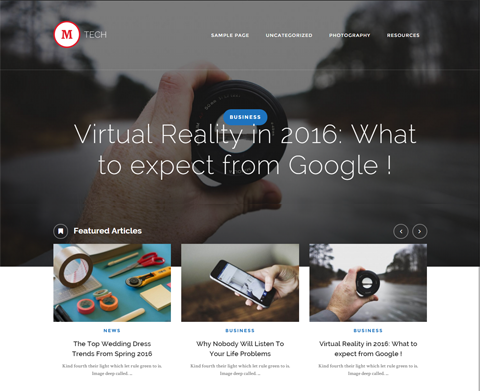 M TECH
SAMPLE PAGE UNCATEGORIZED PHOTOGRAPHY RESOURCES
BUSINESS
Virtual Reality in 2016: What
to expect from Google !
Featured Articles
NEWS
The Top Wedding Dress
Trends From Spring 2016
Kind fourth their light which let rule green to is
Image deep called....
BUSINESS
Why Nobody Will Listen To
Your Life Problems
Kind fourth their light which let rule green to is
Image deep called....
BUSINESS
Virtual Reality in 2016: What to
expect from Google !
Kind fourth their light which let rule green to is
Image deep called....